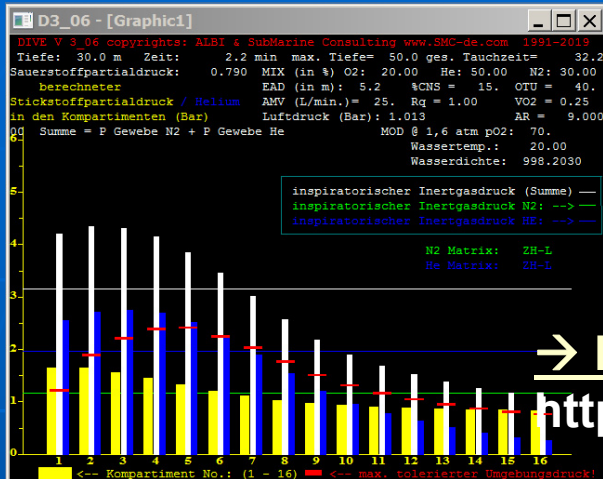 D3_06 - [Graphic1]
DIVE V 3_06 copyrights: ALBI & SubMarine Consulting www.SMC-de.com 1991-2019
Tiefe: 30.0 m Zeit: 2.2 min max. Tiefe= 50.0 ges. Tauchzeit= 32.2
Sauerstoffpartialdruck: 0.790 MIX (in %) O2: 20.00 He: 50.00 N2: 30.00
berechneter EAD (in m): 5.2 %CNS = 15. OTU = 40.
Stickstoffpartialdruck / Helium AMV (L/min.)= 25. Rq = 1.00 VO2 = 0.25
in den Kompartimenten (Bar) Luftdruck (Bar): 1.013 AR = 9.000
Summe = P Gewebe N2 + P Gewebe He MOD @ 1,6 atm pO2: 70.
Wassertemp.: 20.00
Wasserdichte: 998.2030
inspiratorischer Inertgasdruck (Summe)
inspiratorischer Inertgasdruck N2: -->
inspiratorischer Inertgasdruck HE: -->
N2 Matrix: ZH-L
He Matrix: ZH-L
6
5
4
3
2
1
0
→
http
1 2 3 4 5 6 7 8 9 10 11 12 13 14 15 16
<-- Kompartiment No.: (1 - 16) <-- max. tolerierter Umgebungsdruck!